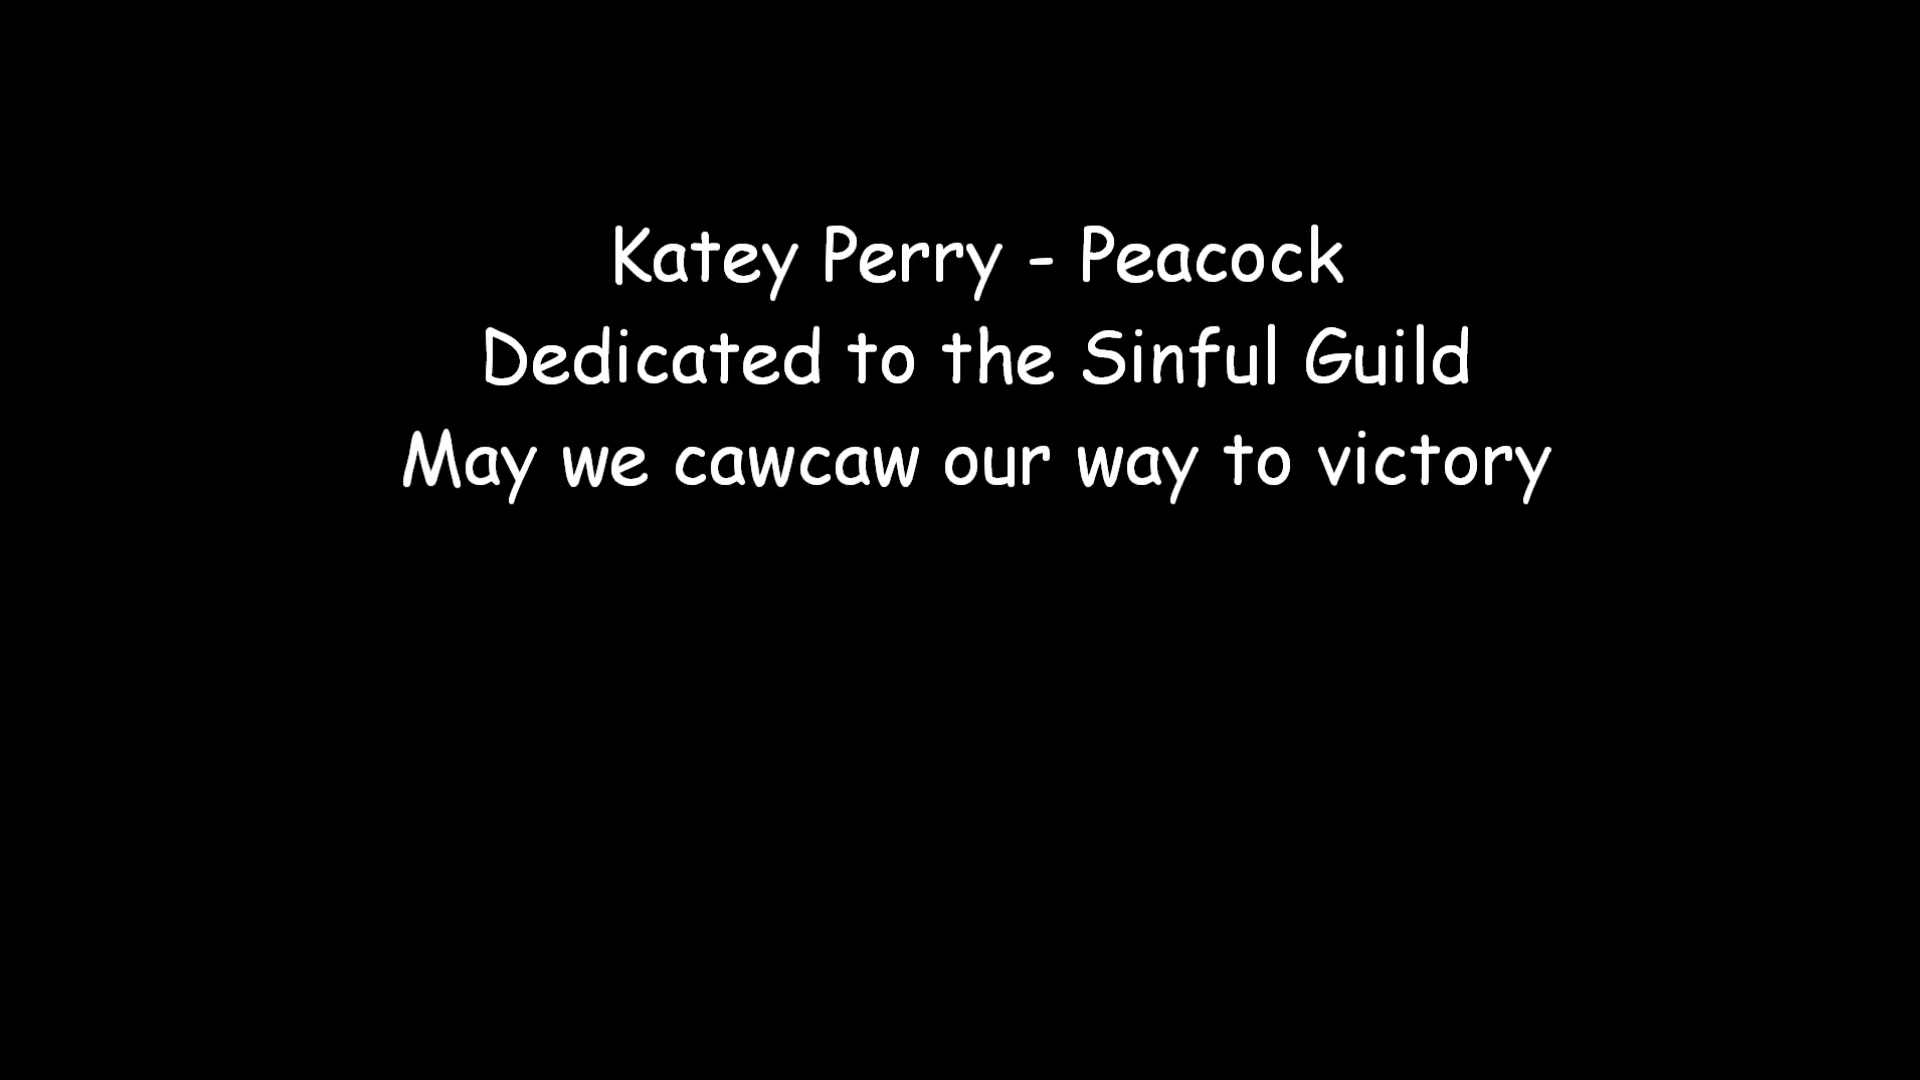 Katey Perry - Peacock
Dedicated to the Sinful Guild
May we cawcaw our way to victory